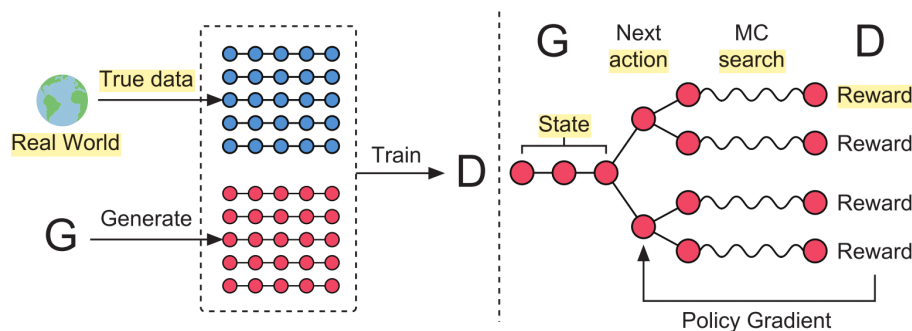 True data
Real World
G
Generate
Train
D
G
Next
action
MC
search
D
State
Reward
Reward
Reward
Reward
Policy Gradient